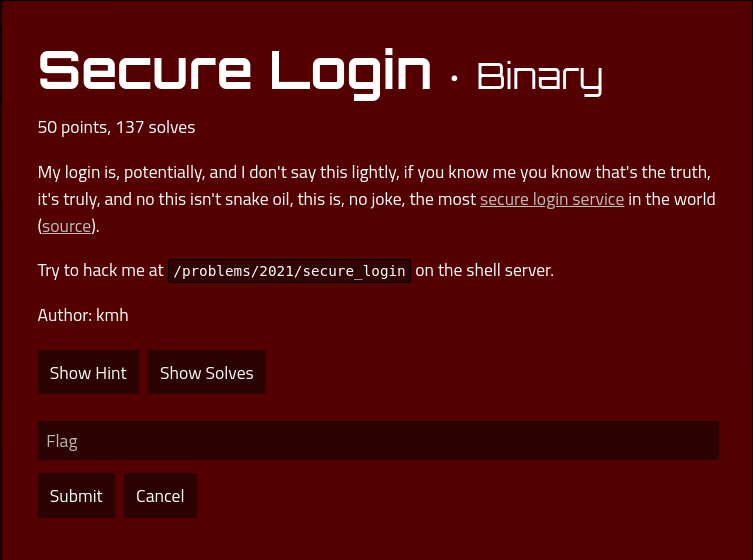 Secure Login · Binary
50 points, 137 solves
My login is, potentially, and I don't say this lightly, if you know me you know that's the truth,
it's truly, and no this isn't snake oil, this is, no joke, the most secure login service in the world
(source).
Try to hack me at /problems/2021/secure_login on the shell server.
Author: kmh
Show Hint Show Solves
Flag
Submit Cancel